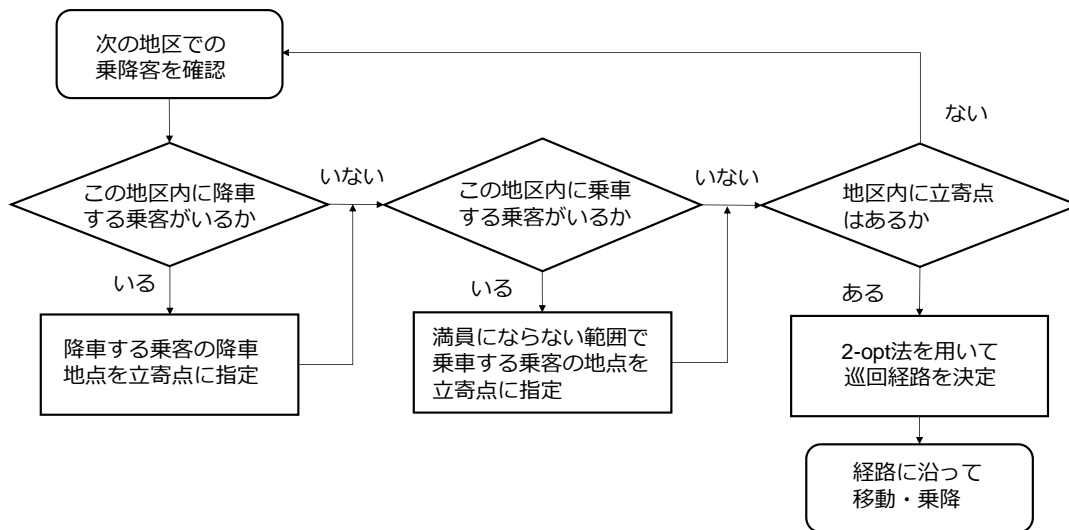 次の地区での
乗降客を確認
ない
この地区内に降車
する乗客がいるか
いない
この地区内に乗車
する乗客がいるか
いない
地区内に立寄点
はあるか
いる
いる
ある
降車する乗客の降車
地点を立寄点に指定
満員にならない範囲で
乗車する乗客の地点を
立寄点に指定
2-opt法を用いて
巡回経路を決定
経路に沿って
移動・乗降